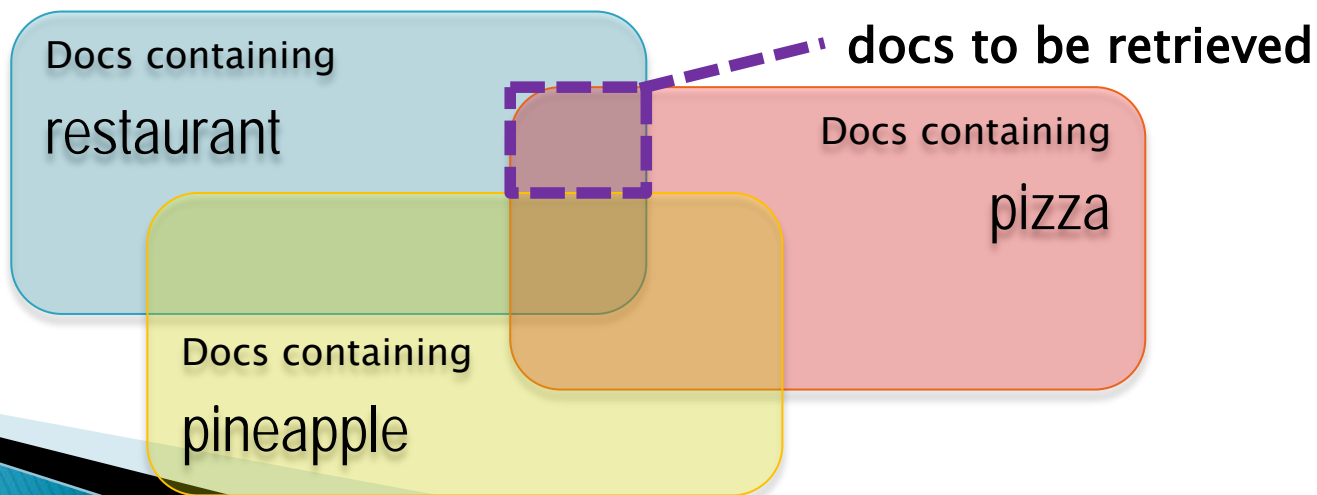 Docs containing
restaurant
docs to be retrieved
Docs containing
pizza
Docs containing
pineapple